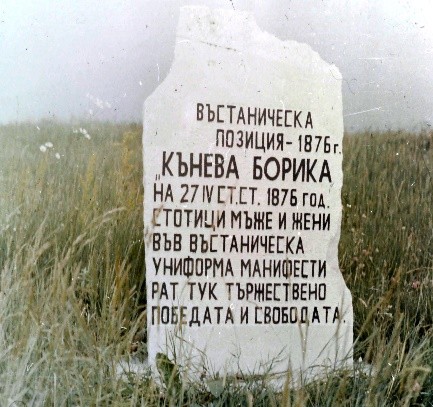 ВЪСТАНИЧЕСКА
ПОЗИЦИЯ - 1876 г.
„КЪНЕВА БОРИКА
НА 27 IV СТ. СТ. 1876 ГОД.
СТОТИЦИ МЪЖЕ И ЖЕНИ
ВЪВ ВЪСТАНИЧЕСКА
УНИФОРМА МАНИФЕСТИ
РАТ ТУК ТЪРЖЕСТВЕНО
ПОБЕДАТА И СВОБОДАТА.